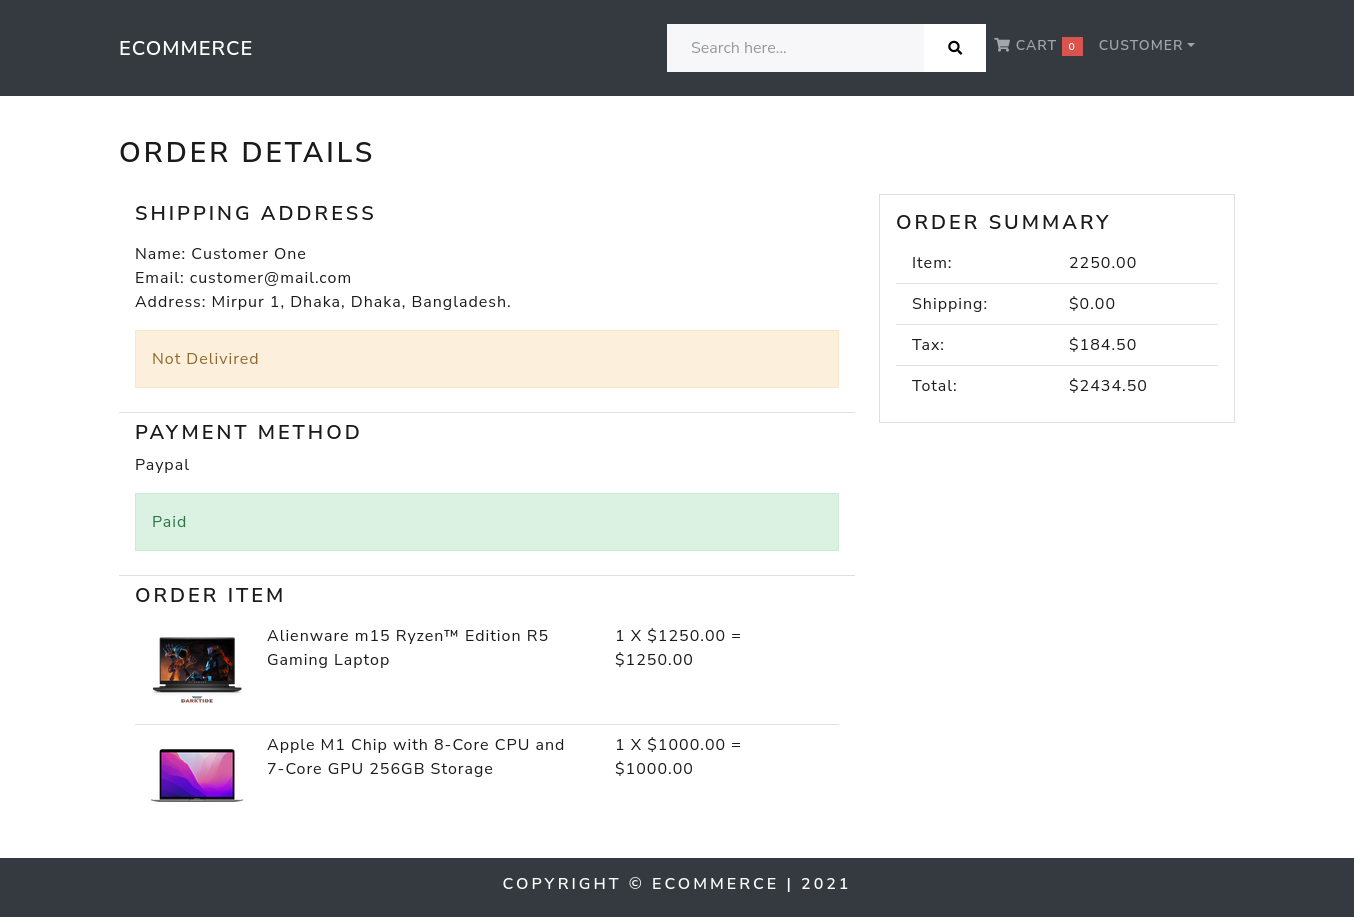 ECOMMERCE
Search here...
CART 0
CUSTOMER
ORDER DETAILS
SHIPPING ADDRESS
Name: Customer One
Email: customer@mail.com
Address: Mirpur 1, Dhaka, Dhaka, Bangladesh.
Not Delivired
PAYMENT METHOD
Paypal
Paid
ORDER ITEM
Alienware m15 Ryzen™ Edition R5
Gaming Laptop
1 X $1250.00 =
$1250.00
DARKTIDE
Apple M1 Chip with 8-Core CPU and
7-Core GPU 256GB Storage
1 X $1000.00 =
$1000.00
ORDER SUMMARY
Item: 2250.00
Shipping: $0.00
Tax: $184.50
Total: $2434.50
COPYRIGHT © ECOMMERCE | 2021